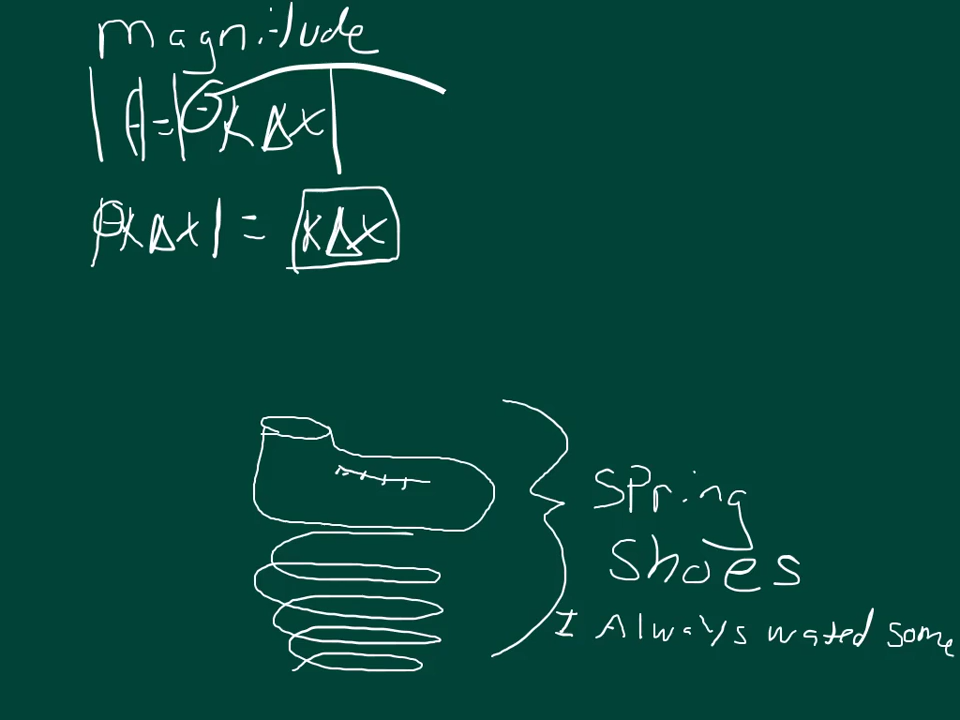 magnitude
|A|=|-kΔx|
|-kΔx| = kΔx
Spring
Shoes
I Always wated some